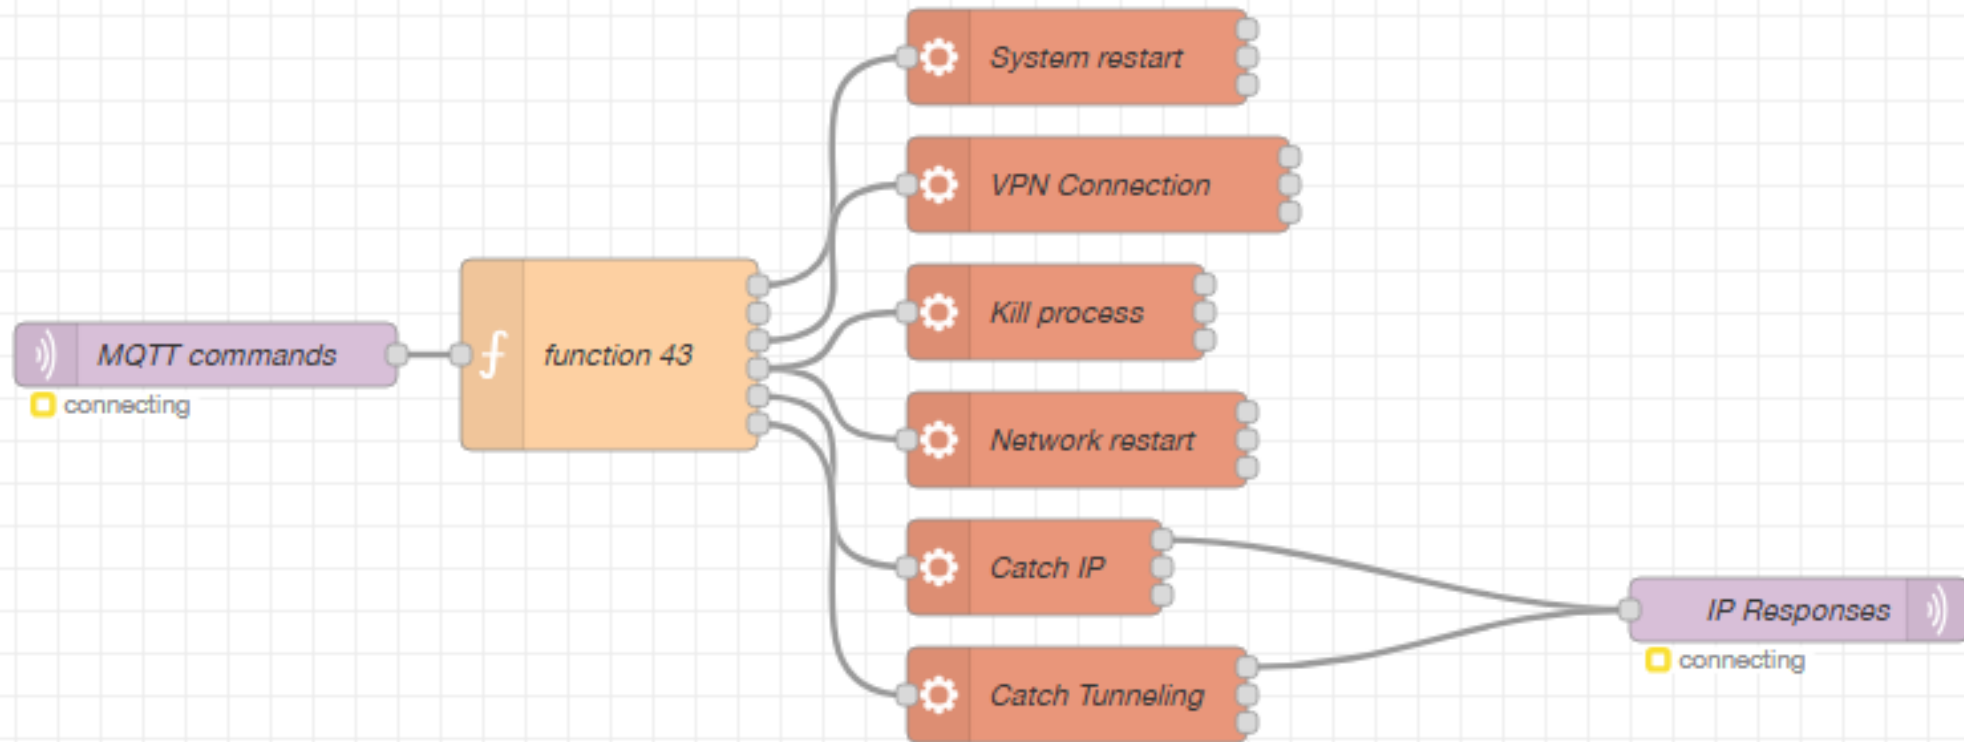 System restart
VPN Connection
Kill process
MQTT commands
connecting
function 43
Network restart
Catch IP
IP Responses
connecting
Catch Tunneling